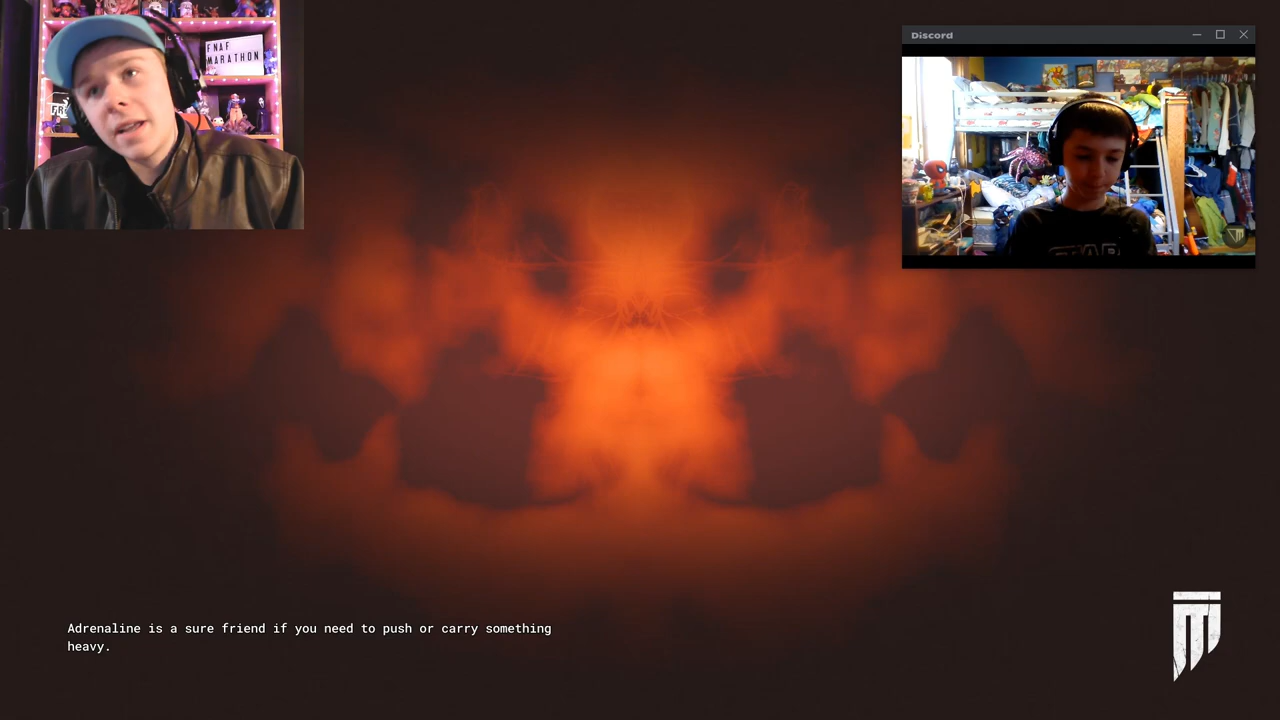 FNAF
MARATHON
Discord
Adrenaline is a sure friend if you need to push or carry something
heavy.